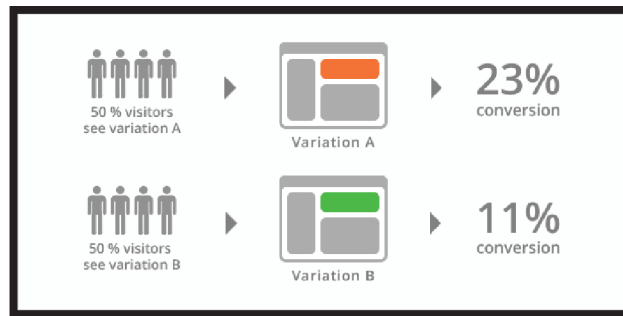 50 % visitors
see variation A
Variation A
23%
conversion
50 % visitors
see variation B
Variation B
11%
conversion